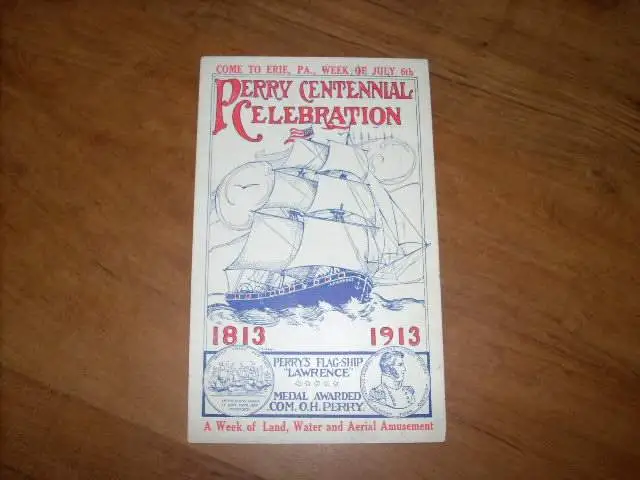 COME TO ERIE, PA., WEEK OF JULY 6th
PERRY CENTENNIAL
CELEBRATION
1813 1913
PERRY'S FLAG-SHIP
"LAWRENCE"
MEDAL AWARDED
COM. O.H. PERRY
A Week of Land, Water and Aerial Amusement